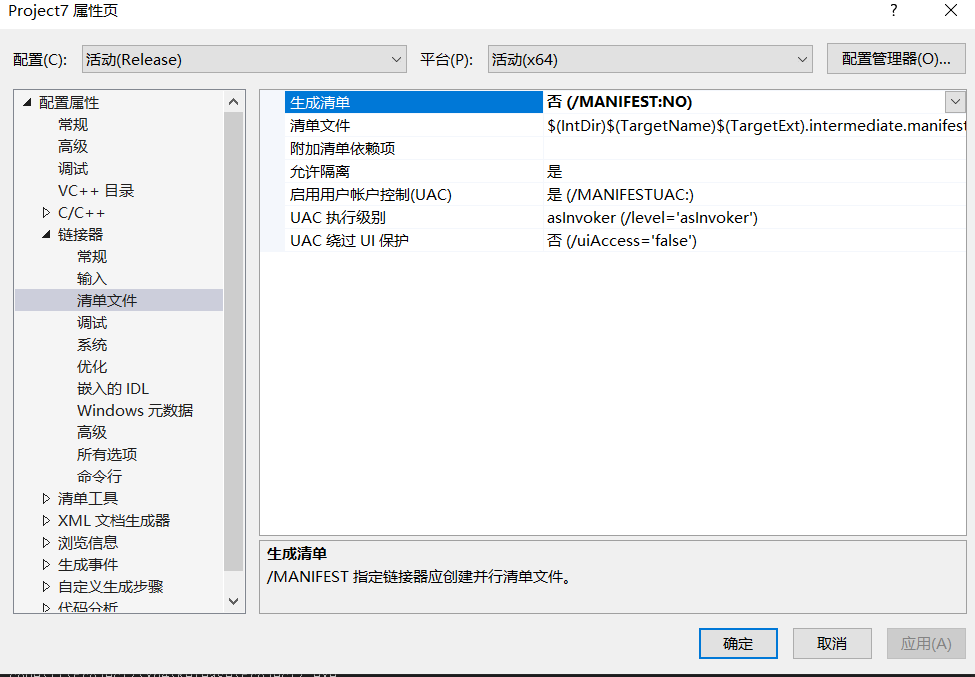 Project7 属性页
?
配置(C):
活动(Release)
平台(P):
活动(x64)
配置管理器(O)...
配置属性
常规
高级
调试
VC++ 目录
C/C++
链接器
常规
输入
清单文件
调试
系统
优化
嵌入的 IDL
Windows 元数据
高级
所有选项
命令行
清单工具
XML 文档生成器
浏览信息
生成事件
自定义生成步骤
代码分析
生成清单 否 (/MANIFEST:NO)
清单文件 $(IntDir)$(TargetName)$(TargetExt).intermediate.manifest
附加清单依赖项
允许隔离 是
启用用户帐户控制(UAC) 是 (/MANIFESTUAC:)
UAC 执行级别 asInvoker (/level='asInvoker')
UAC 绕过 UI 保护 否 (/uiAccess='false')
生成清单
/MANIFEST 指定链接器应创建并行清单文件。
确定
取消
应用(A)